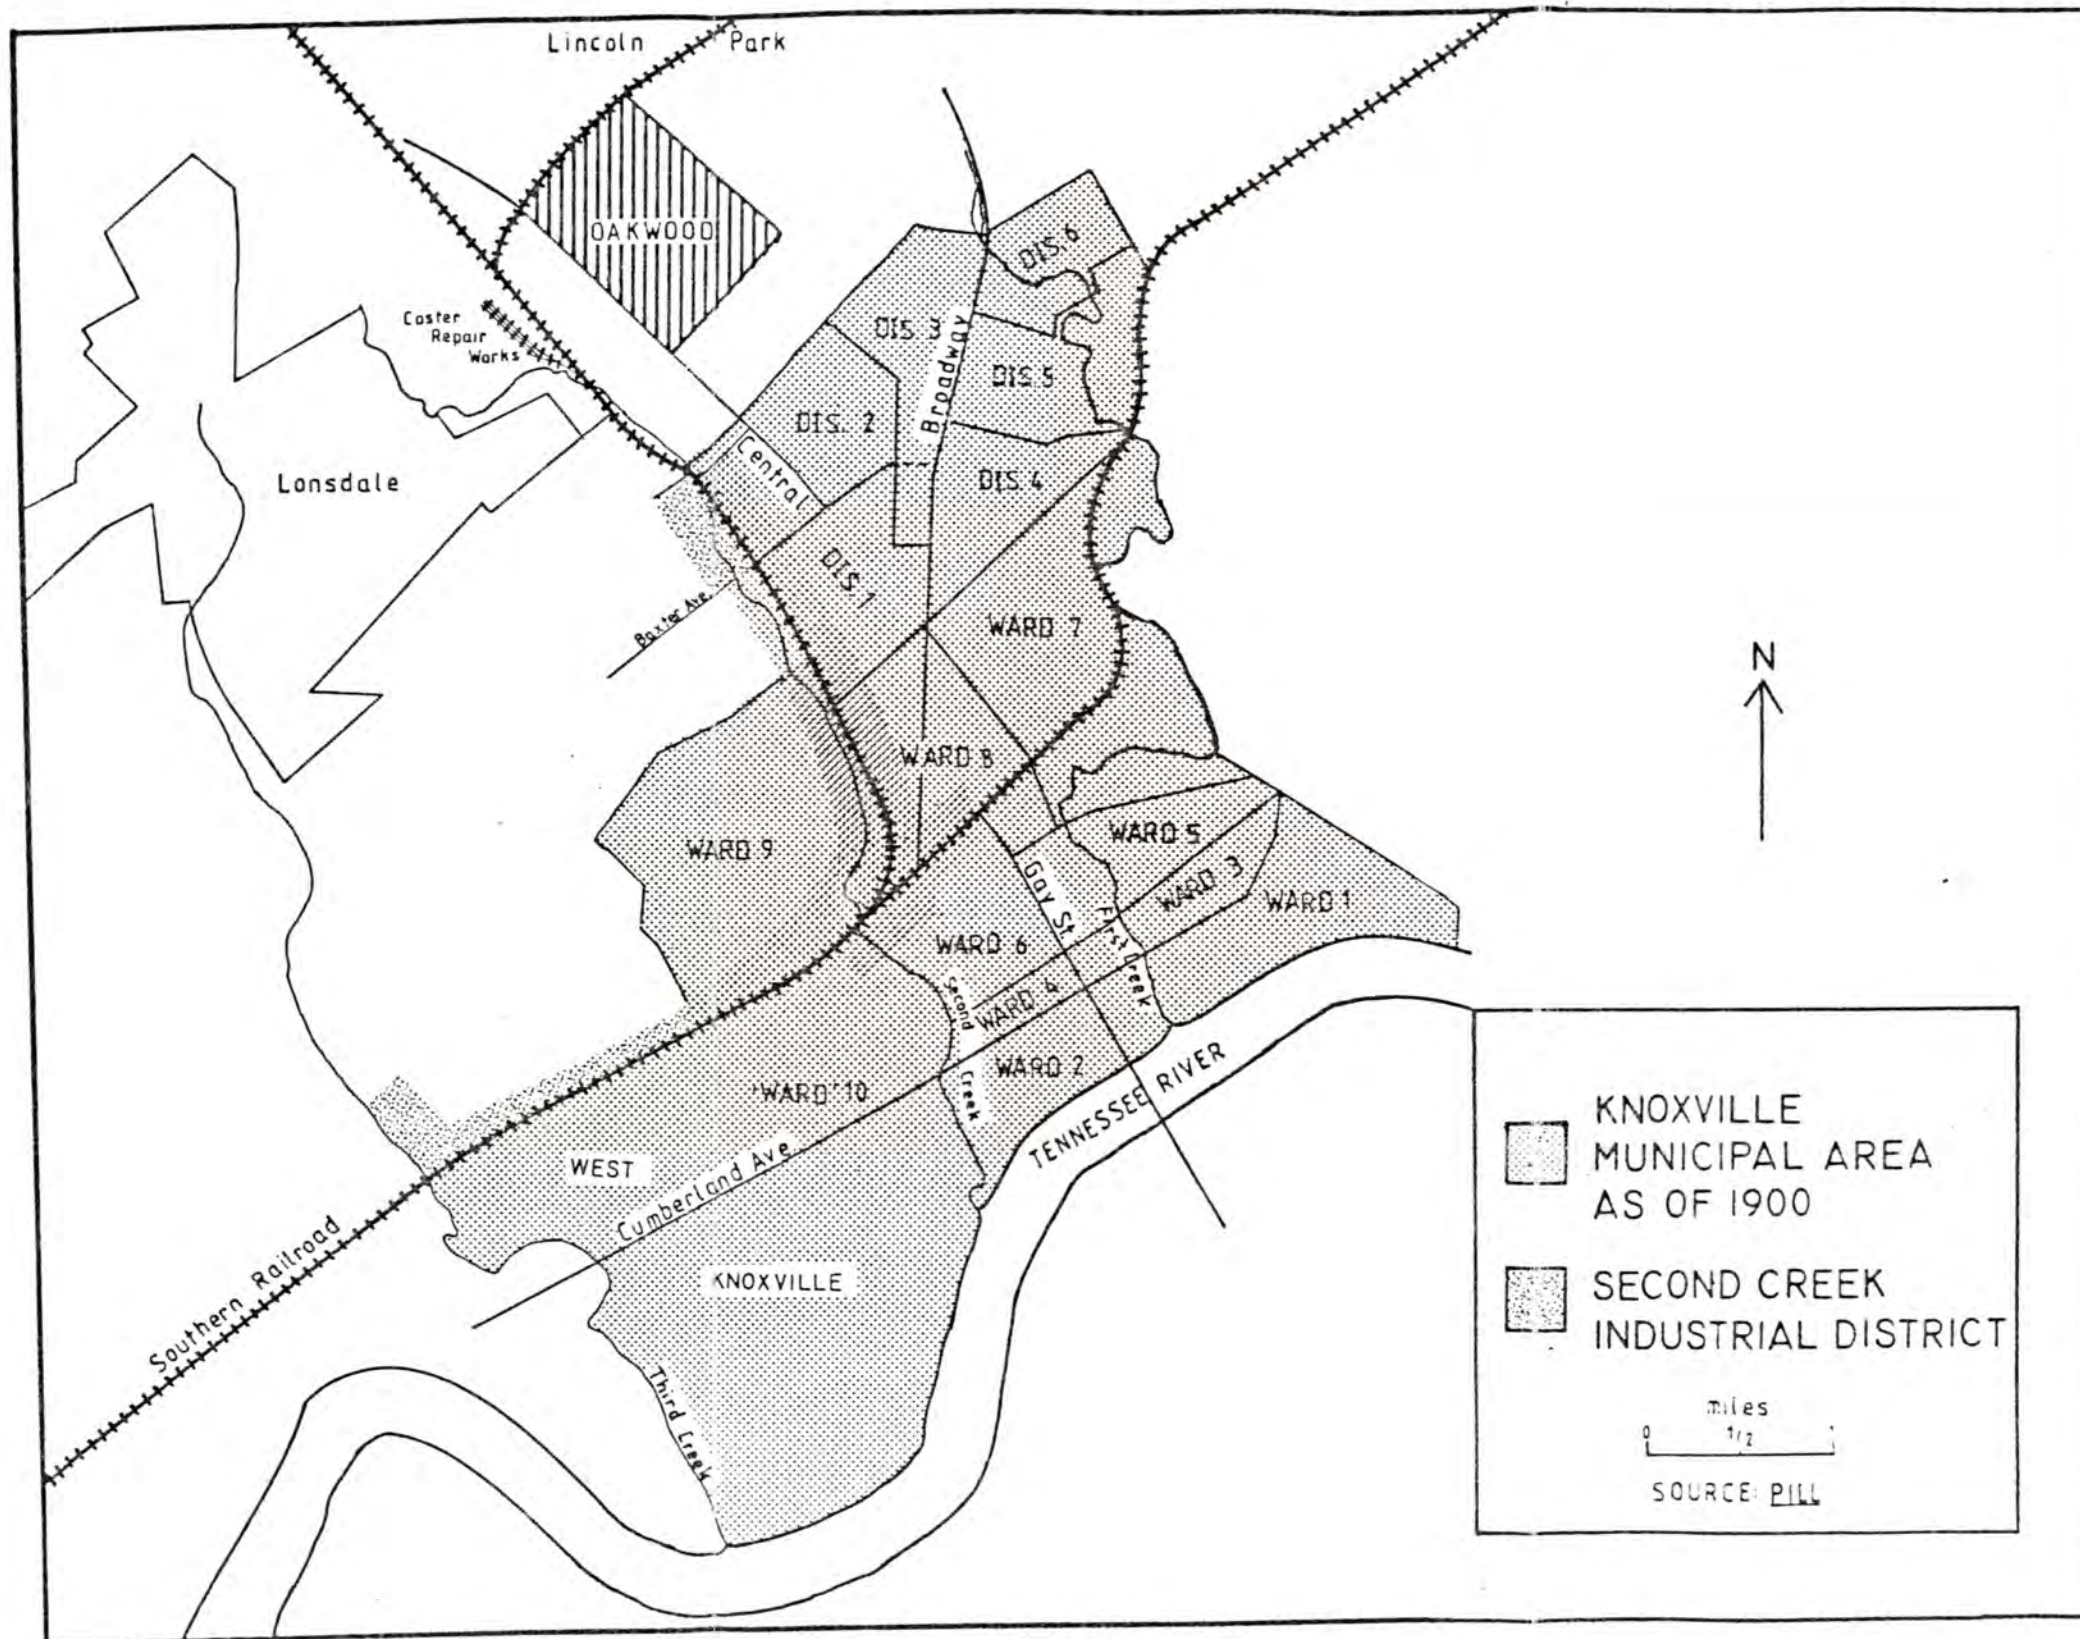 Lincoln Park
OAKWOOD
Coster
Repair
Works
Lonsdale
DIS. 6
DIS 3
Broadway
DIS 5
DIS. 2
Central
DIS 4
DIS 1
Baxter Ave.
WARD 7
WARD 8
WARD 9
WARD 5
Gay St.
WARD 3
WARD 1
First Creek
WARD 6
Second
Creek
WARD 4
WARD 2
WARD 10
TENNESSEE RIVER
WEST
KNOXVILLE
Cumberland Ave
Southern Railroad
Third Creek
N
KNOXVILLE
MUNICIPAL AREA
AS OF 1900
SECOND CREEK
INDUSTRIAL DISTRICT
miles
0 1/2 1
SOURCE: PILL